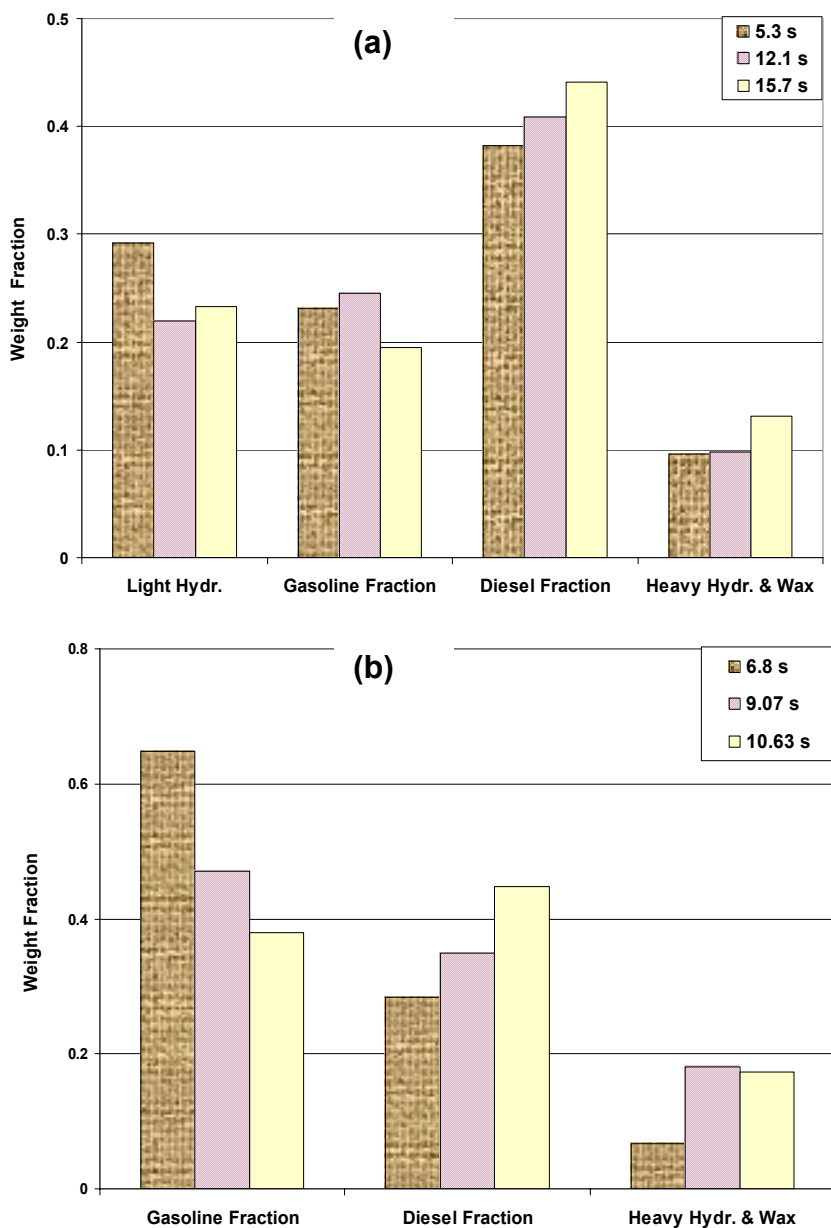 (a)
5.3 s
12.1 s
15.7 s
0.5
0.4
0.3
0.2
0.1
0
Weight Fraction
Light Hydr. Gasoline Fraction Diesel Fraction Heavy Hydr. & Wax
(b)
6.8 s
9.07 s
10.63 s
0.8
0.6
0.4
0.2
0
Weight Fraction
Gasoline Fraction Diesel Fraction Heavy Hydr. & Wax